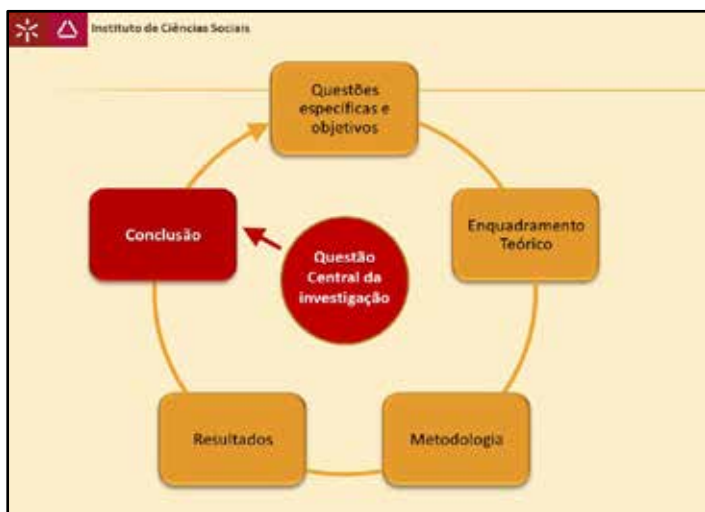 Instituto de Ciências Sociais
Questões
específicas e
objetivos
Enquadramento
Teórico
Metodologia
Resultados
Conclusão
Questão
Central da
investigação